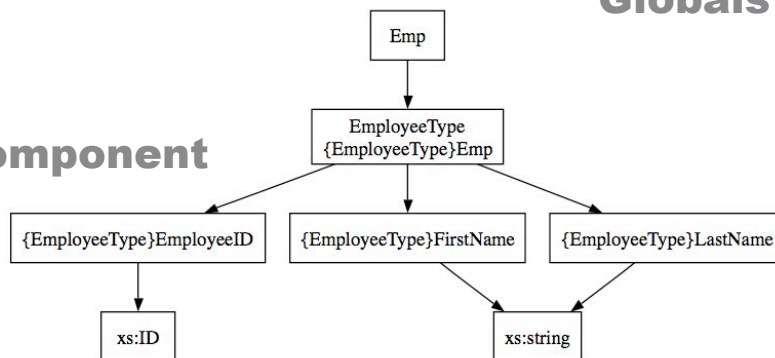 Globals
Emp
EmployeeType
{EmployeeType}Emp
omponent
{EmployeeType}EmployeeID
{EmployeeType}FirstName
{EmployeeType}LastName
xs:ID
xs:string